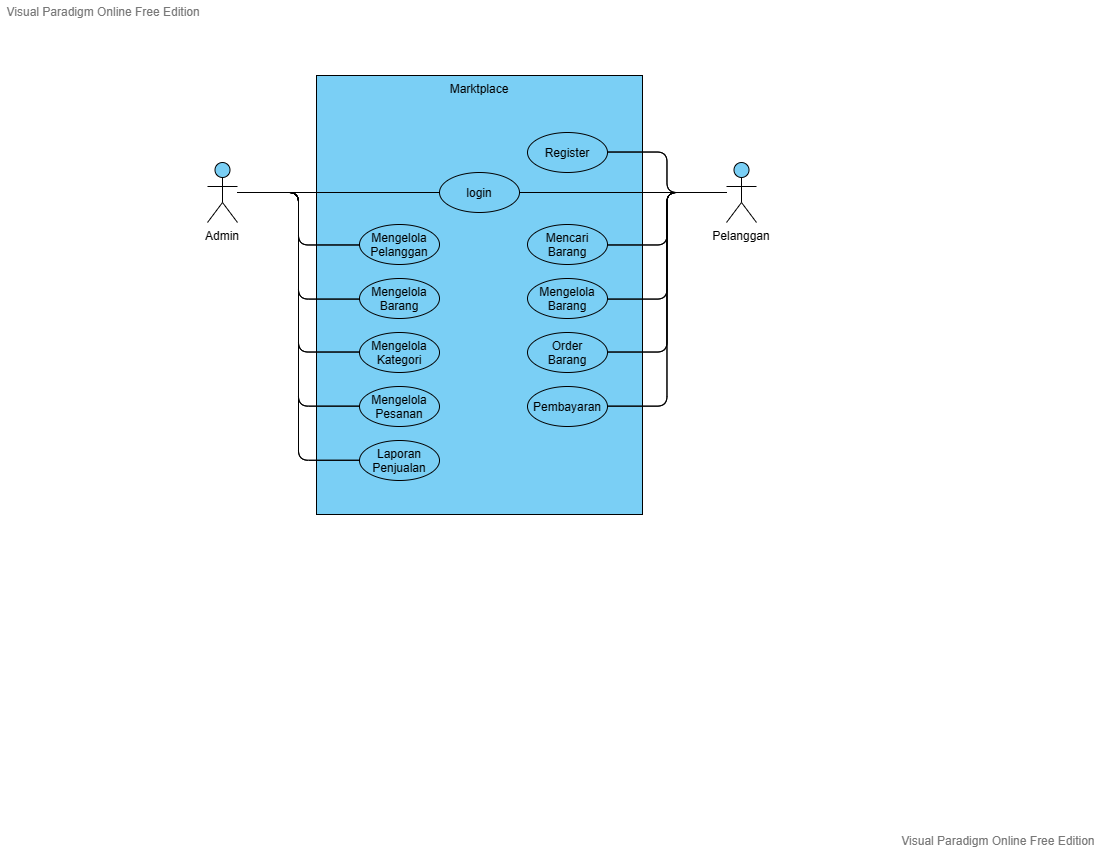 Visual Paradigm Online Free Edition
Marktplace
Register
login
Admin
Pelanggan
Mengelola
Pelanggan
Mencari
Barang
Mengelola
Barang
Mengelola
Barang
Mengelola
Kategori
Order
Barang
Mengelola
Pesanan
Pembayaran
Laporan
Penjualan
Visual Paradigm Online Free Edition